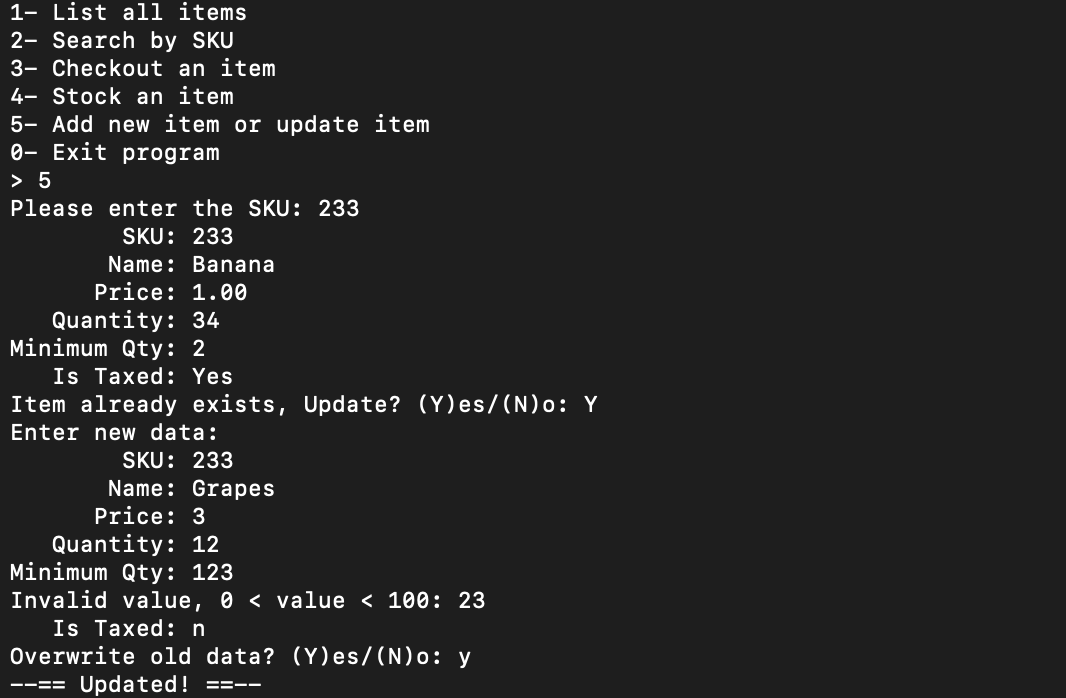 1- List all items
2- Search by SKU
3- Checkout an item
4- Stock an item
5- Add new item or update item
0- Exit program
> 5
Please enter the SKU: 233
        SKU: 233
       Name: Banana
      Price: 1.00
   Quantity: 34
Minimum Qty: 2
   Is Taxed: Yes
Item already exists, Update? (Y)es/(N)o: Y
Enter new data:
        SKU: 233
       Name: Grapes
      Price: 3
   Quantity: 12
Minimum Qty: 123
Invalid value, 0 < value < 100: 23
   Is Taxed: n
Overwrite old data? (Y)es/(N)o: y
--== Updated! ==--